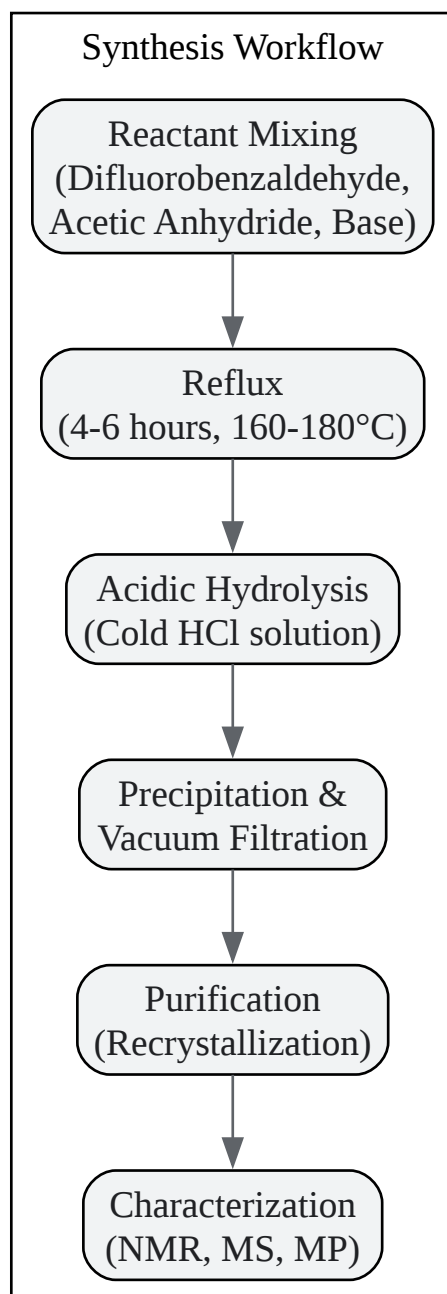 Synthesis Workflow
Reactant Mixing
(Difluorobenzaldehyde,
Acetic Anhydride, Base)
Reflux
(4-6 hours, 160-180°C)
Acidic Hydrolysis
(Cold HCl solution)
Precipitation &
Vacuum Filtration
Purification
(Recrystallization)
Characterization
(NMR, MS, MP)